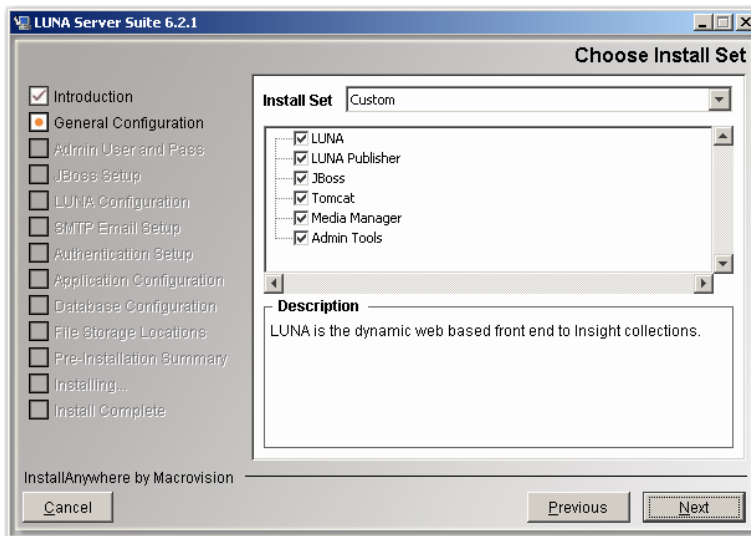 LUNA Server Suite 6.2.1
Choose Install Set
Introduction
General Configuration
Admin User and Pass
JBoss Setup
LUNA Configuration
SMTP Email Setup
Authentication Setup
Application Configuration
Database Configuration
File Storage Locations
Pre-Installation Summary
Installing...
Install Complete
Install Set Custom
LUNA
LUNA Publisher
JBoss
Tomcat
Media Manager
Admin Tools
Description
LUNA is the dynamic web based front end to Insight collections.
InstallAnywhere by Macrovision
Cancel Previous Next